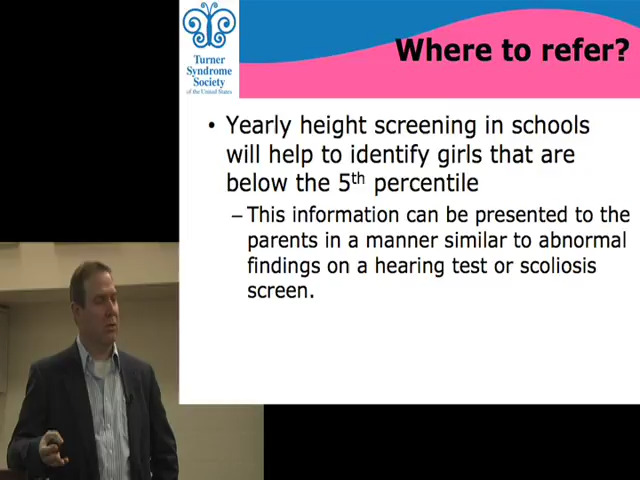 Turner
Syndrome
Society
of the United States
Where to refer?
• Yearly height screening in schools
will help to identify girls that are
below the 5th percentile
– This information can be presented to the
parents in a manner similar to abnormal
findings on a hearing test or scoliosis
screen.